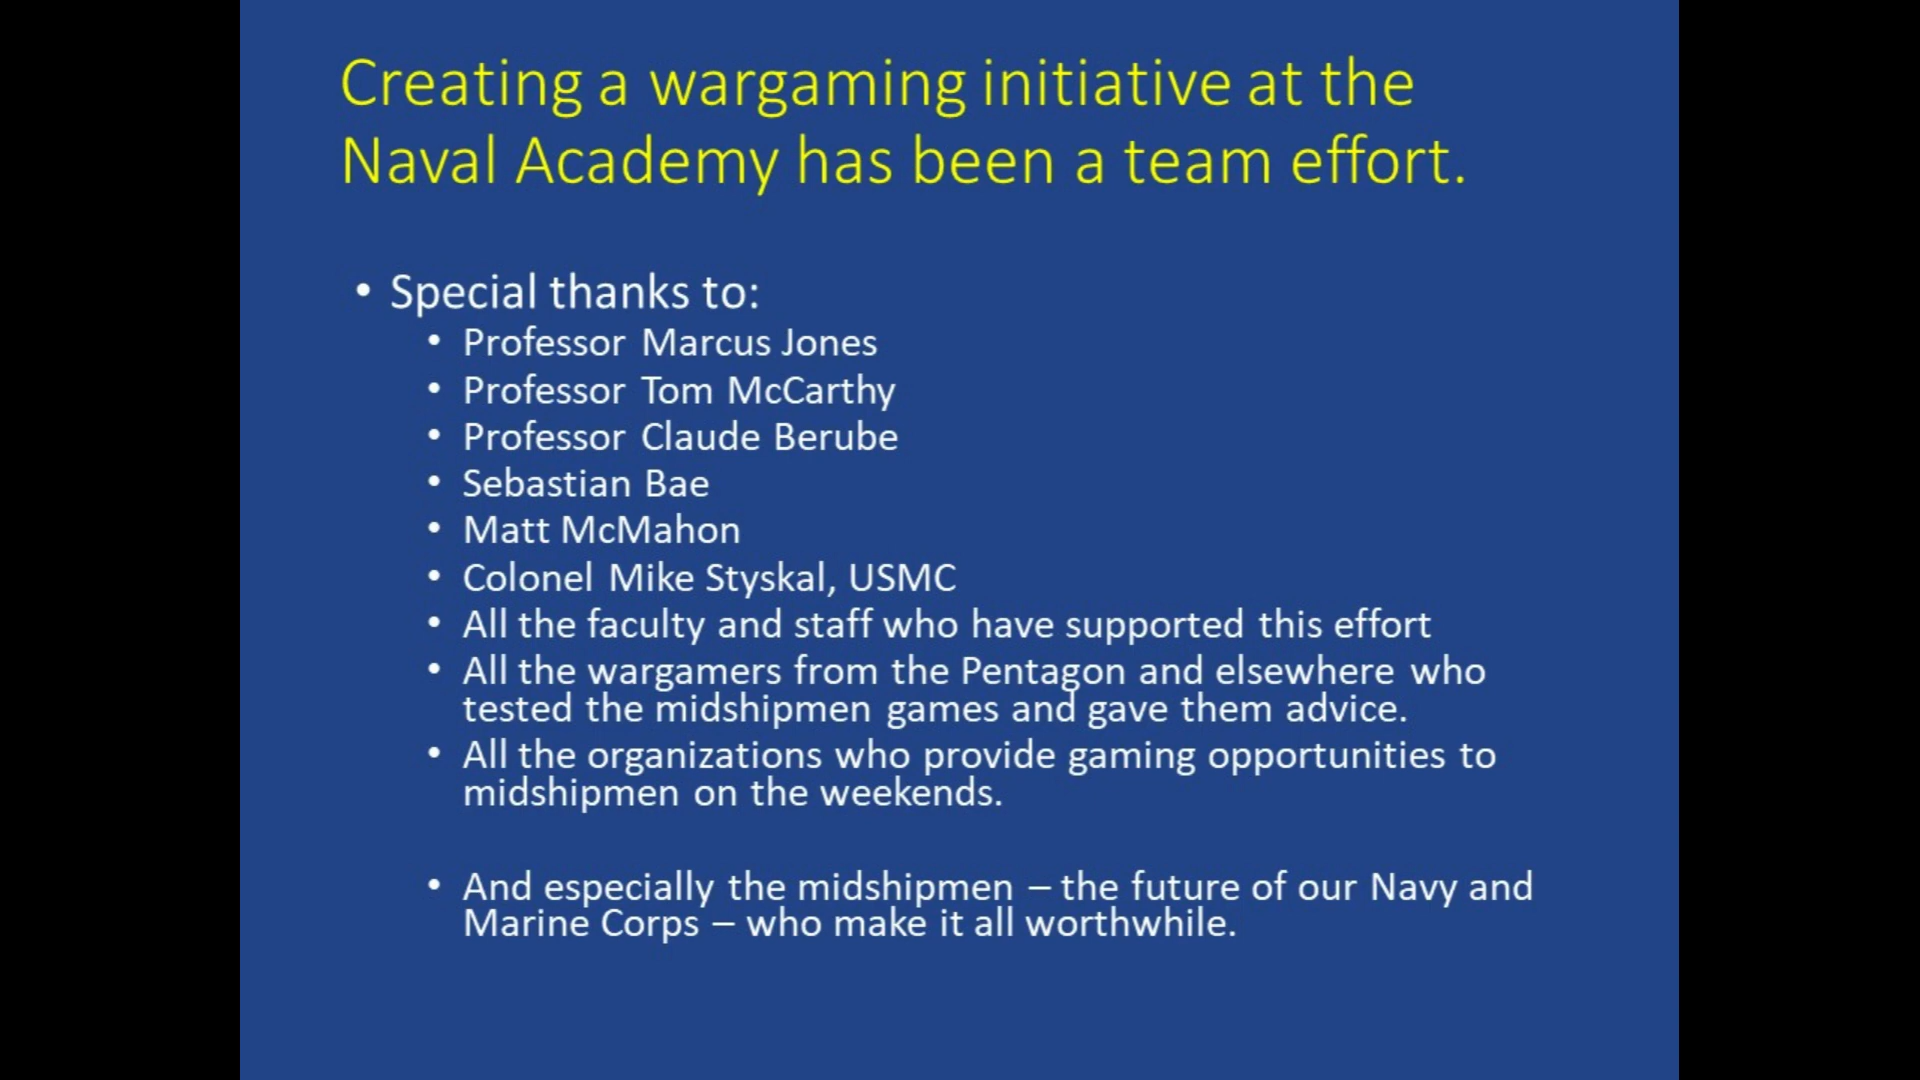 Creating a wargaming initiative at the
Naval Academy has been a team effort.
• Special thanks to:
• Professor Marcus Jones
• Professor Tom McCarthy
• Professor Claude Berube
• Sebastian Bae
• Matt McMahon
• Colonel Mike Styskal, USMC
• All the faculty and staff who have supported this effort
• All the wargamers from the Pentagon and elsewhere who
tested the midshipmen games and gave them advice.
• All the organizations who provide gaming opportunities to
midshipmen on the weekends.
• And especially the midshipmen – the future of our Navy and
Marine Corps – who make it all worthwhile.